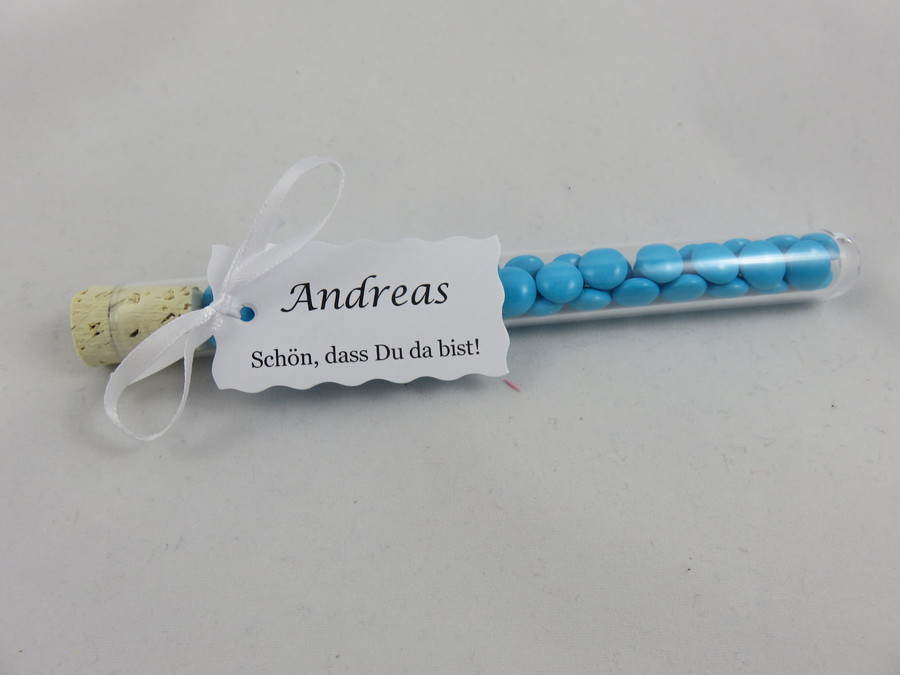 Andreas
Schön, dass Du da bist!